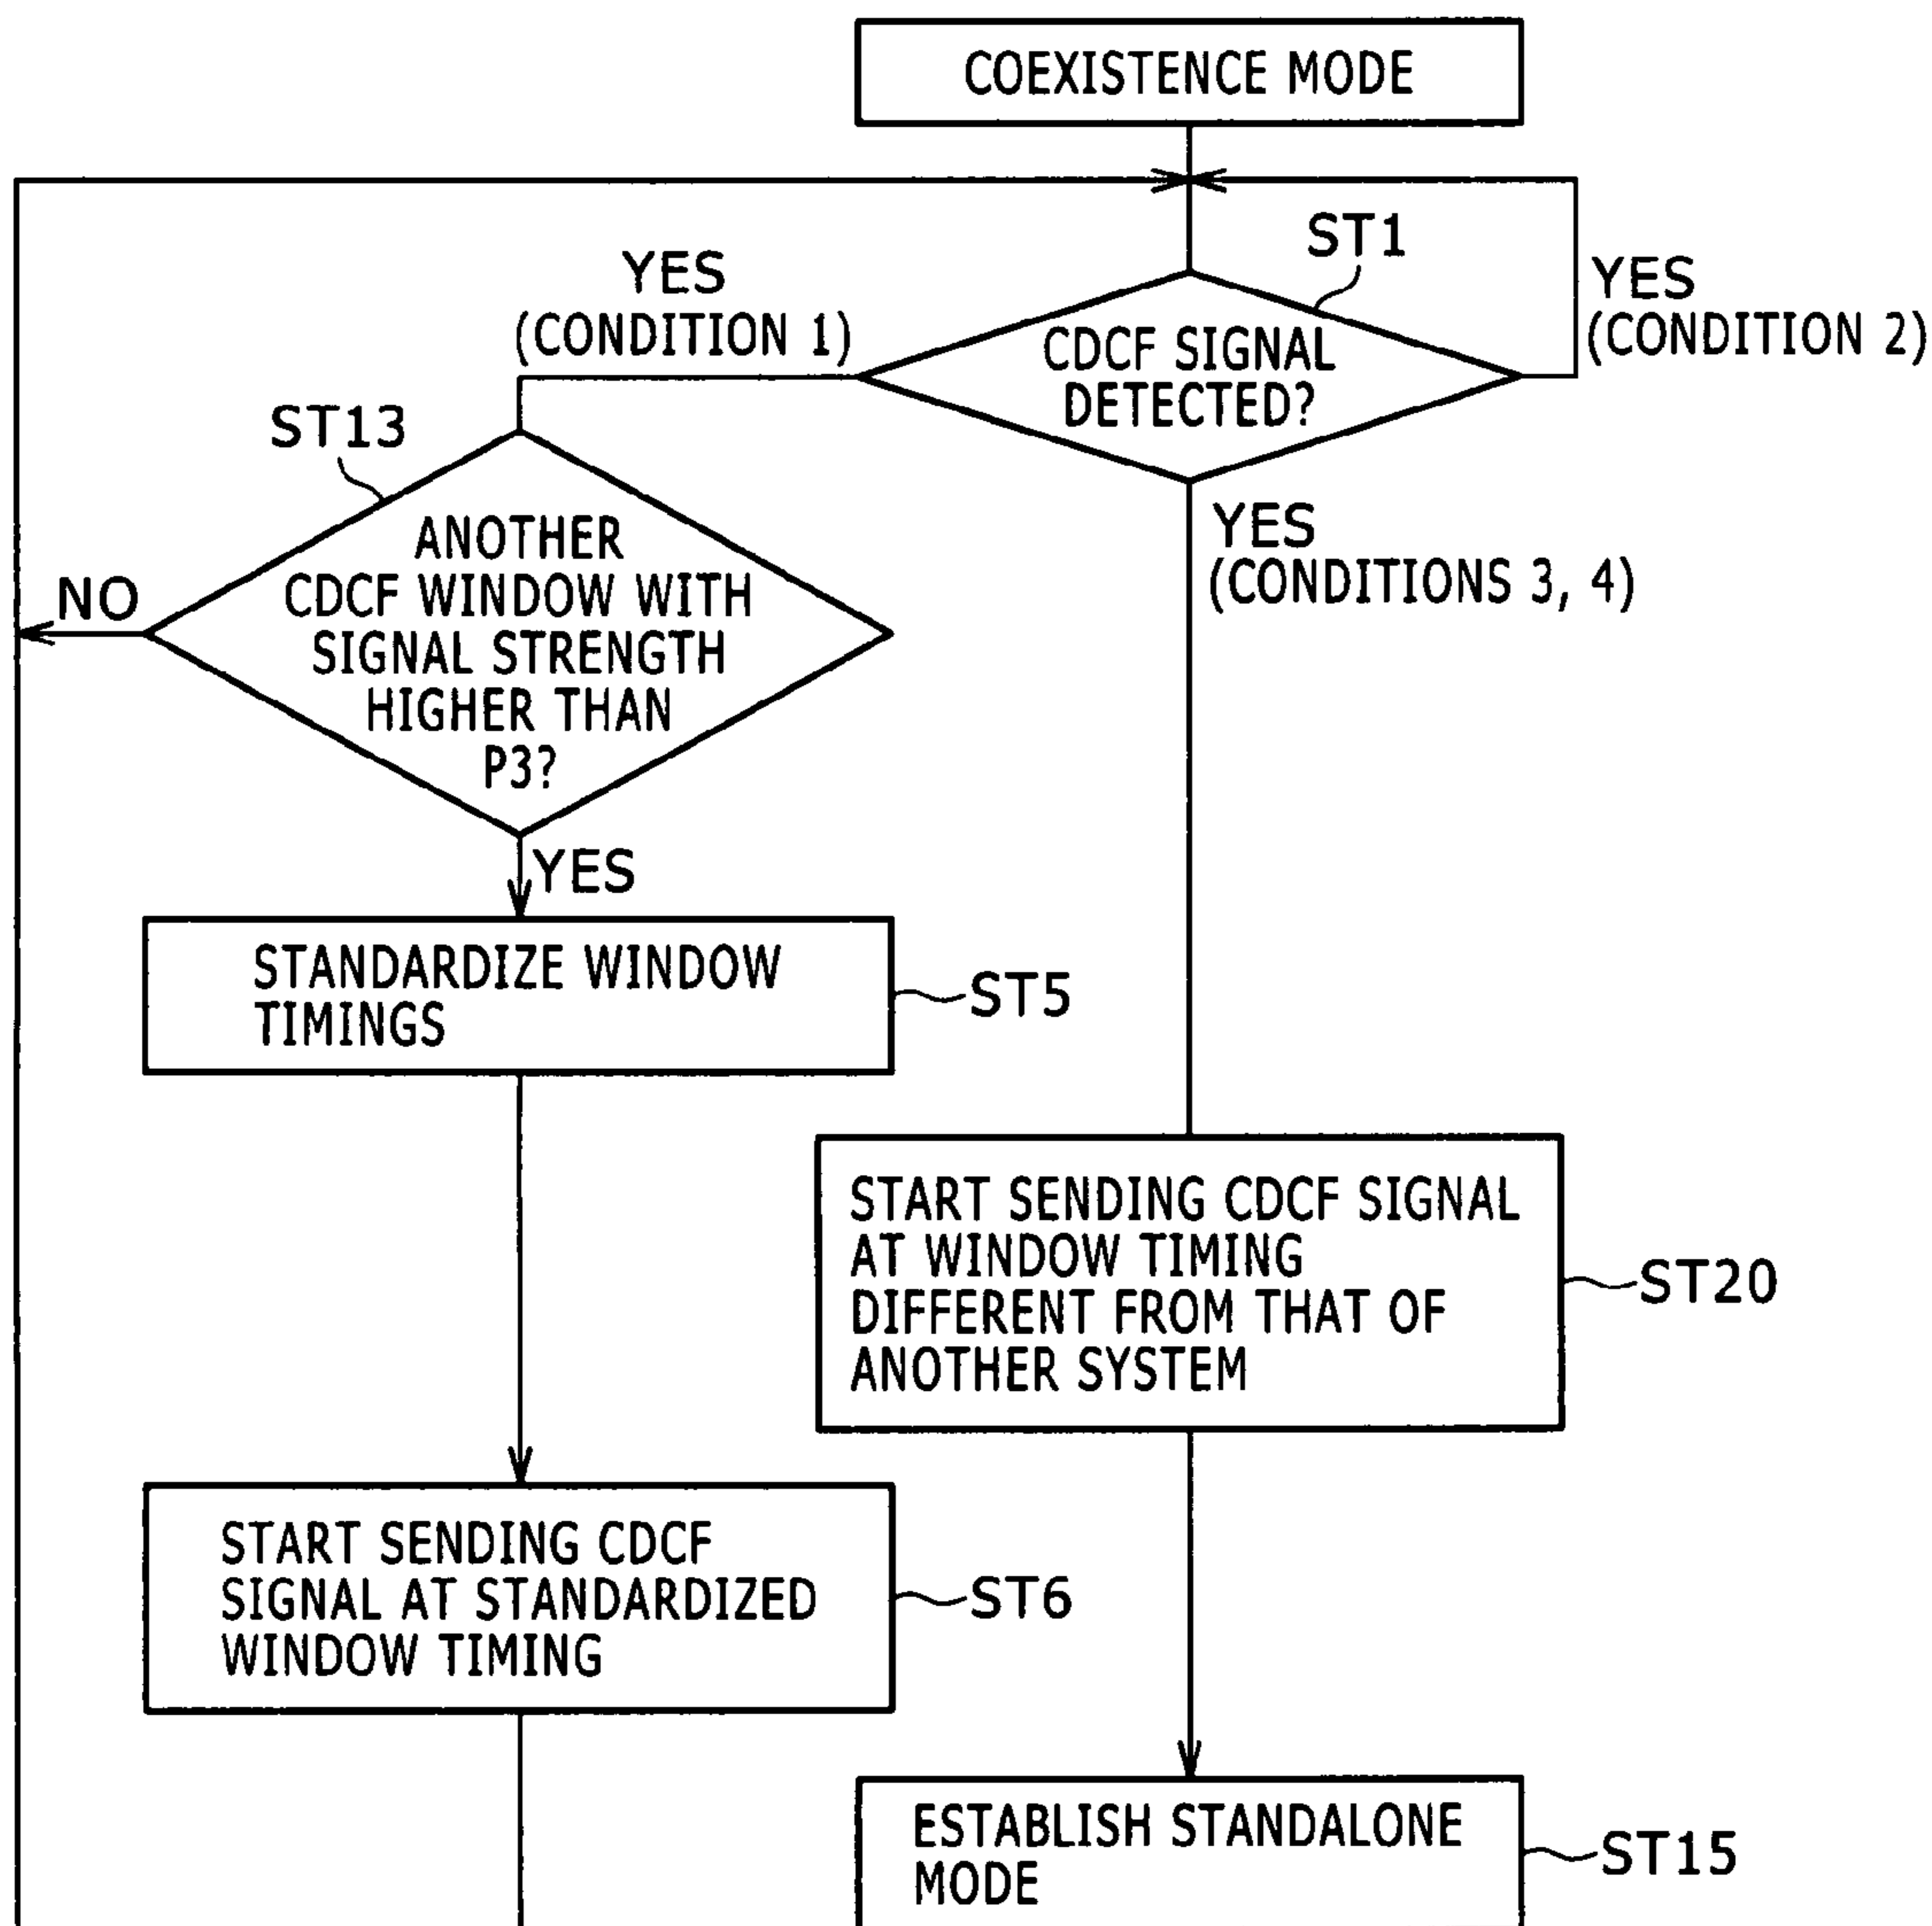 COEXISTENCE MODE
ST1
YES
(CONDITION 1)
YES
(CONDITION 2)
CDCF SIGNAL
DETECTED?
ST13
YES
(CONDITIONS 3, 4)
ANOTHER
CDCF WINDOW WITH
SIGNAL STRENGTH
HIGHER THAN
P3?
NO
YES
STANDARDIZE WINDOW
TIMINGS
ST5
START SENDING CDCF SIGNAL
AT WINDOW TIMING
DIFFERENT FROM THAT OF
ANOTHER SYSTEM
ST20
START SENDING CDCF
SIGNAL AT STANDARDIZED
WINDOW TIMING
ST6
ESTABLISH STANDALONE
MODE
ST15